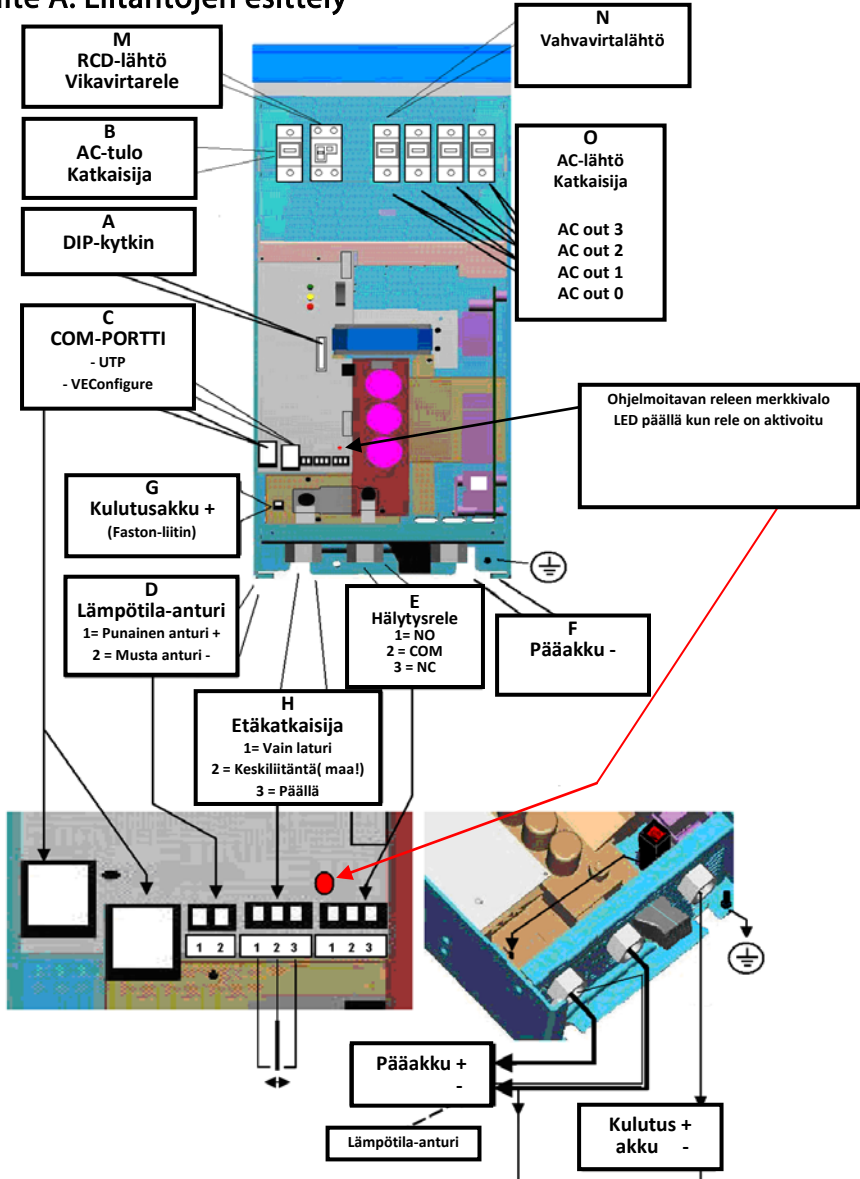 Liitäntöjen esittely
M
RCD-lähtö
Vikavirtarele
N
Vahvavirtalähtö
B
AC-tulo
Katkaisija
O
AC-lähtö
Katkaisija
AC out 3
AC out 2
AC out 1
AC out 0
A
DIP-kytkin
C
COM-PORTTI
- UTP
- VEConfigure
Ohjelmoitavan releen merkkivalo
LED päällä kun rele on aktivoitu
G
Kulutusakku +
(Faston-liitin)
D
Lämpötila-anturi
1= Punainen anturi +
2 = Musta anturi -
E
Hälytysrele
1= NO
2 = COM
3 = NC
F
Pääakku -
H
Etäkatkaisija
1= Vain laturi
2 = Keskiliitäntä( maa!)
3 = Päällä
1 2
1 2 3
1 2 3
Pääakku +
-
Lämpötila-anturi
Kulutus +
akku -